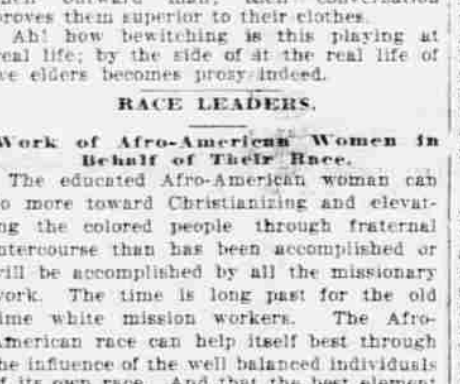 proves them superior to their clothes.
Ah! how bewitching is this playing at
real life; by the side of it the real life of
we elders becomes prosy indeed.
RACE LEADERS.
Work of Afro-American Women in
Behalf of Their Race.
The educated Afro-American woman can
do more toward Christianizing and elevat-
ing the colored people through fraternal
intercourse than has been accomplished or
will be accomplished by all the missionary
work. The time is long past for the old
time white mission workers. The Afro-
American race can help itself best through
the influence of the well balanced individuals
of its own race. And that the best element